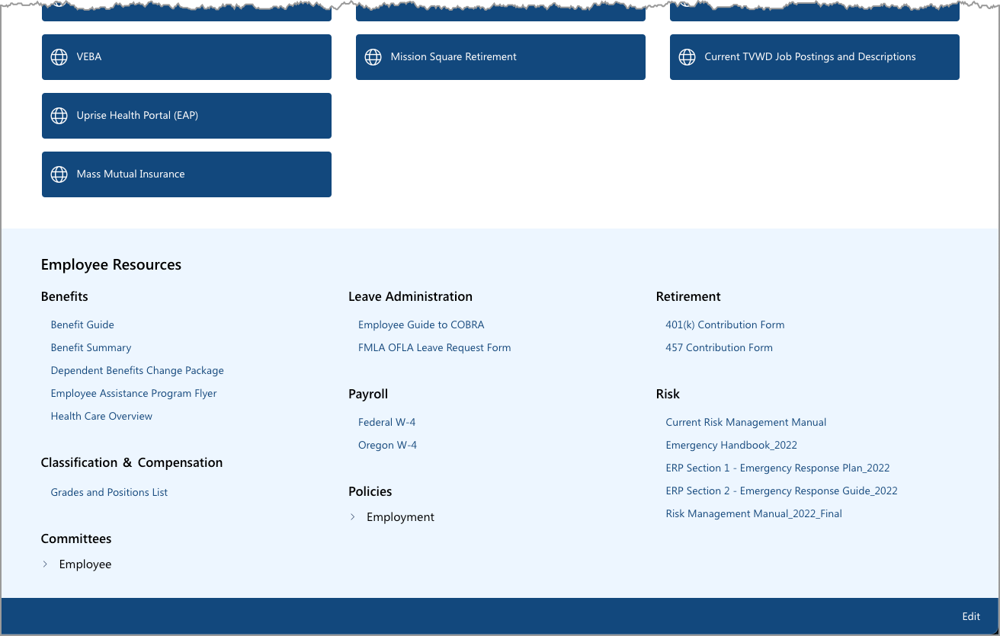 VEBA
Mission Square Retirement
Current TVWD Job Postings and Descriptions
Uprise Health Portal (EAP)
Mass Mutual Insurance
Employee Resources
Benefits
Benefit Guide
Benefit Summary
Dependent Benefits Change Package
Employee Assistance Program Flyer
Health Care Overview
Classification & Compensation
Grades and Positions List
Committees
Employee
Leave Administration
Employee Guide to COBRA
FMLA OFLA Leave Request Form
Payroll
Federal W-4
Oregon W-4
Policies
Employment
Retirement
401(k) Contribution Form
457 Contribution Form
Risk
Current Risk Management Manual
Emergency Handbook_2022
ERP Section 1 - Emergency Response Plan_2022
ERP Section 2 - Emergency Response Guide_2022
Risk Management Manual_2022_Final
Edit